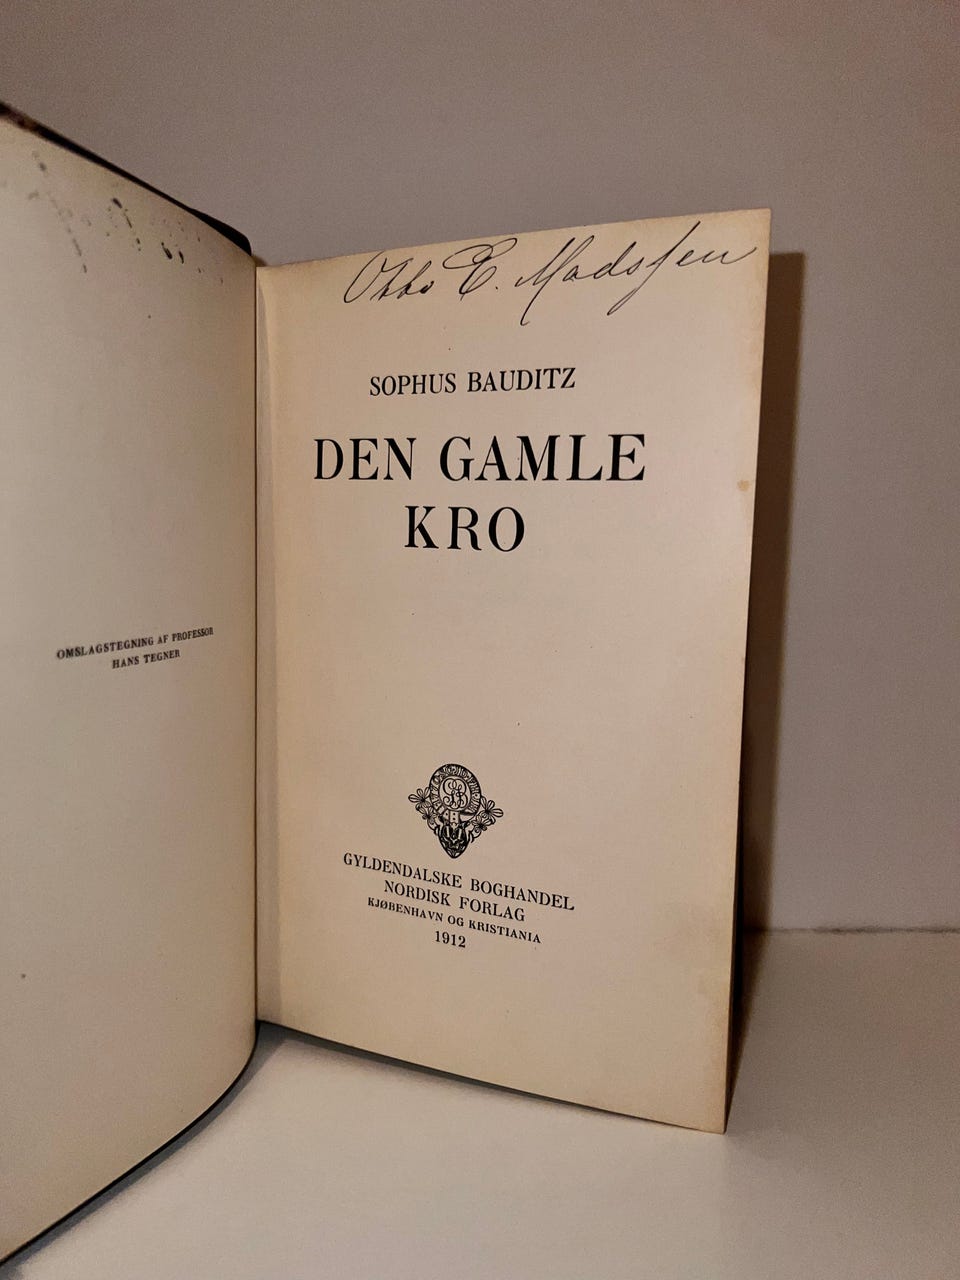 OMSLAGSTEGNING AF PROFESSOR
HANS TEGNER
Otto E. Madsſen
SOPHUS BAUDITZ
DEN GAMLE
KRO
GYLDENDALSKE BOGHANDEL
NORDISK FORLAG
KJØBENHAVN OG KRISTIANIA
1912